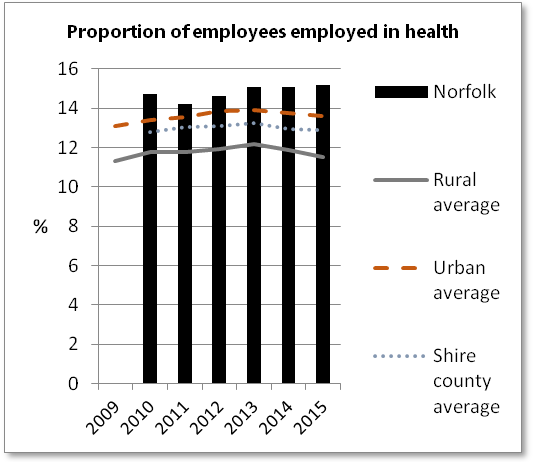 Proportion of employees employed in health
16
14
12
10
8
6
4
2
0
%
2009
2010
2011
2012
2013
2014
2015
Norfolk
Rural
average
Urban
average
Shire
county
average